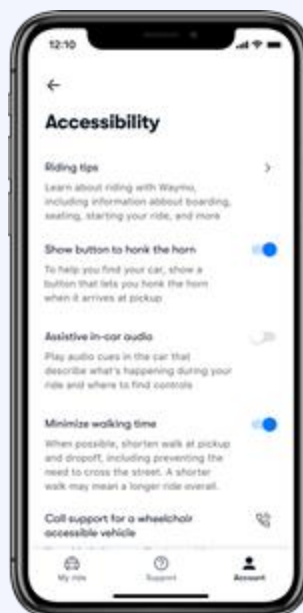 12:10
Accessibility
Riding tips
Learn about riding with Waymo,
including information abbout boarding,
seating, starting your ride, and more
Show button to honk the horn
To help you find your car, show a
button that lets you honk the horn
when it arrives at pickup
Assistive in-car audio
Play audio cues in the car that
describe what's happening during your
ride and where to find controls
Minimize walking time
When possible, shorten walk at pickup
and dropoff, including preventing the
need to cross the street. A shorter
walk may mean a longer ride overall.
Call support for a wheelchair
accessible vehicle
My ride
Support
Account